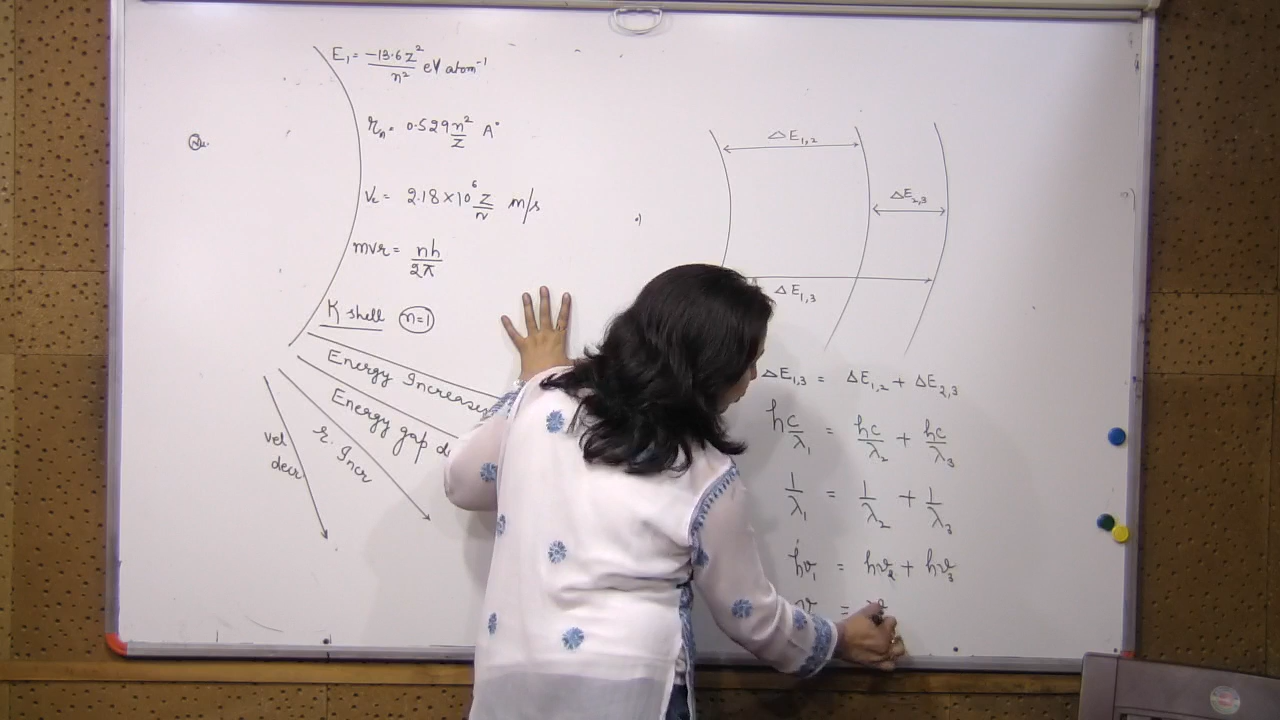 E₁ = -13.6 Z² / n² eV atom⁻¹
Nu.
rₙ = 0.529 n² / Z A°
V = 2.18 × 10⁶ Z / n m/s
mvr = nh / 2π
K shell n=1
Energy Increases
Energy gap
r. Incr
vel
decr
ΔE₁,₂
ΔE₂,₃
ΔE₁,₃
ΔE₁,₃ = ΔE₁,₂ + ΔE₂,₃
hc / λ₁ = hc / λ₂ + hc / λ₃
1 / λ₁ = 1 / λ₂ + 1 / λ₃
hν₁ = hν₂ + hν₃
ν = ν